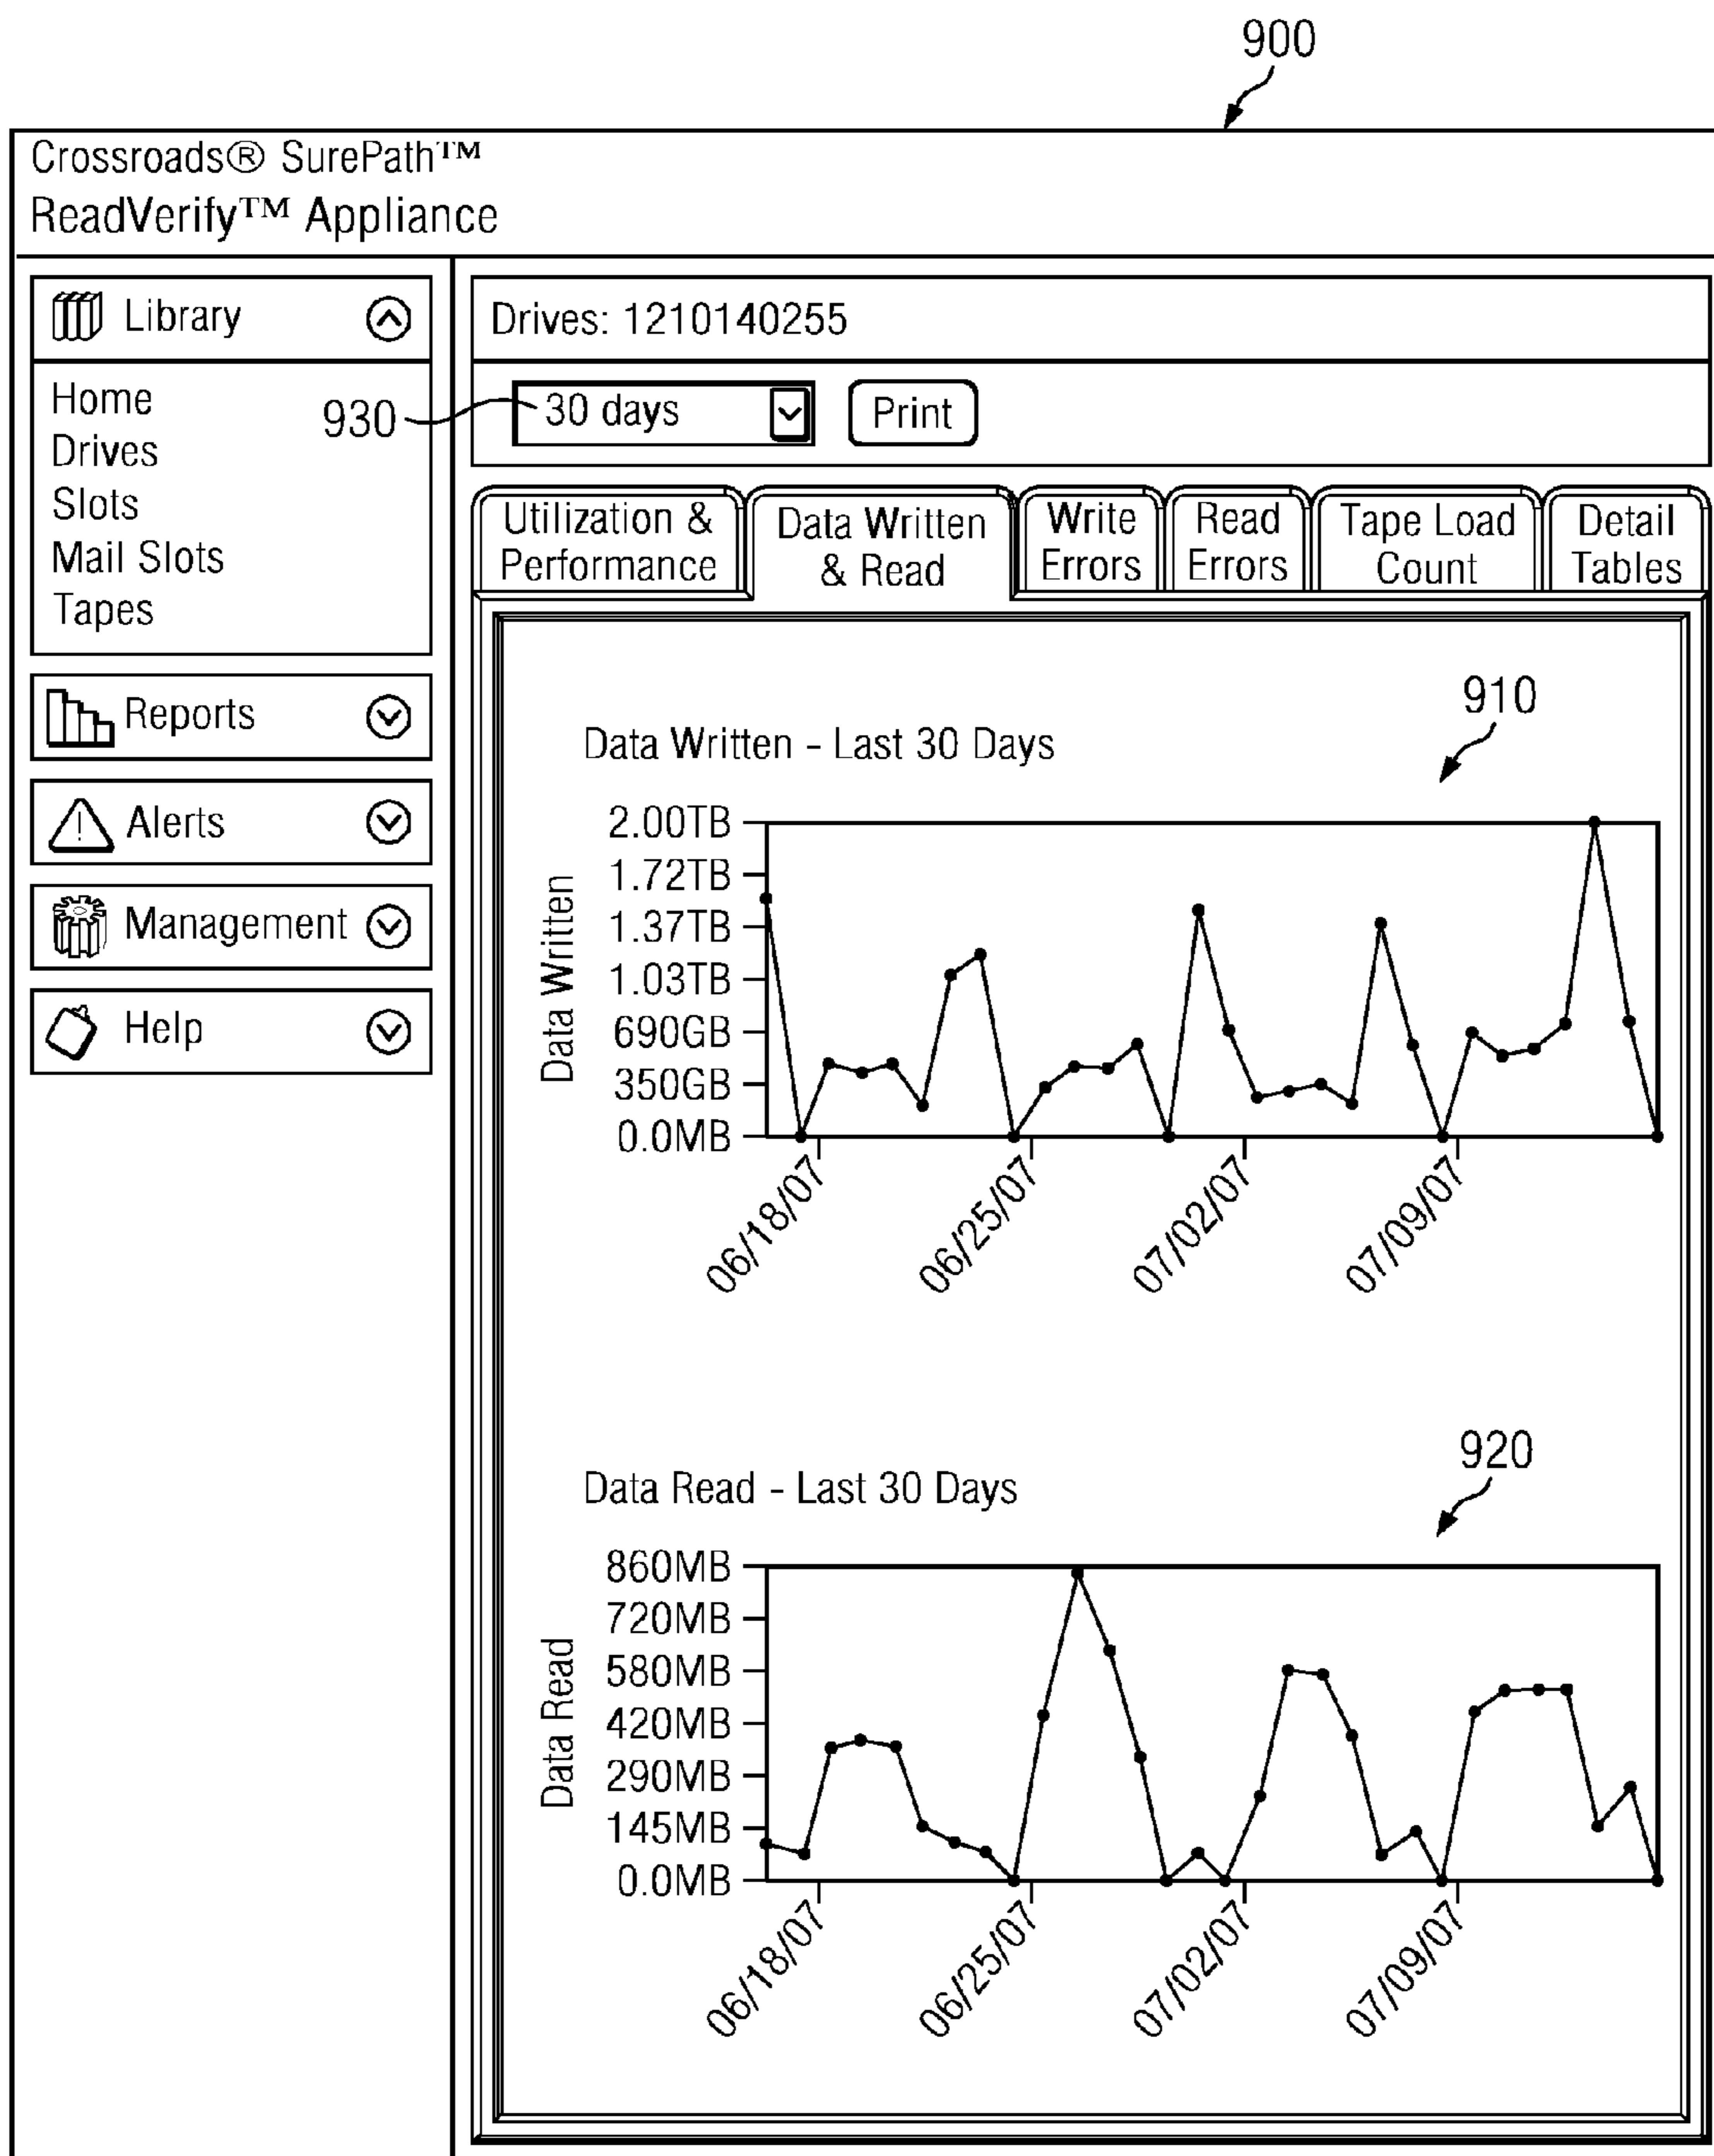 900
Crossroads® SurePath™
ReadVerify™ Appliance
Library
Home
Drives
Slots
Mail Slots
Tapes
Reports
Alerts
Management
Help
Drives: 1210140255
930
30 days
Print
Utilization &
Performance
Data Written
& Read
Write
Errors
Read
Errors
Tape Load
Count
Detail
Tables
910
Data Written - Last 30 Days
Data Written
2.00TB
1.72TB
1.37TB
1.03TB
690GB
350GB
0.0MB
06/18/07
06/25/07
07/02/07
07/09/07
920
Data Read - Last 30 Days
Data Read
860MB
720MB
580MB
420MB
290MB
145MB
0.0MB
06/18/07
06/25/07
07/02/07
07/09/07